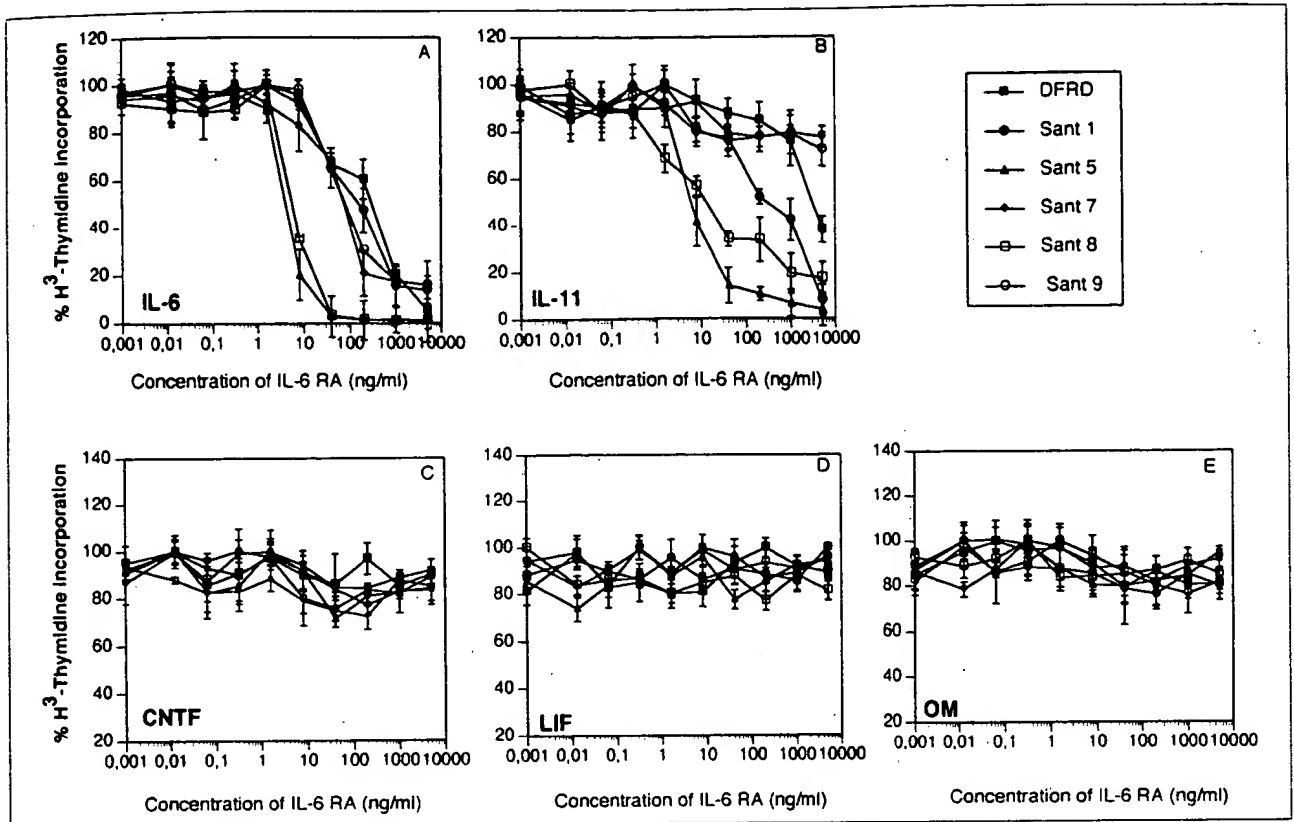 120
100
80
60
40
20
0
% H3-Thymidine Incorporation
A
IL-6
0,001 0,01 0,1 1 10 100 1000 10000
Concentration of IL-6 RA (ng/ml)
120
100
80
60
40
20
0
B
IL-11
0,001 0,01 0,1 1 10 100 1000 10000
Concentration of IL-6 RA (ng/ml)
DFRD
Sant 1
Sant 5
Sant 7
Sant 8
Sant 9
140
120
100
80
60
40
20
% H3-Thymidine Incorporation
C
CNTF
0,001 0,01 0,1 1 10 100 1000 10000
Concentration of IL-6 RA (ng/ml)
140
120
100
80
60
40
20
D
LIF
0,001 0,01 0,1 1 10 100 1000 10000
Concentration of IL-6 RA (ng/ml)
140
120
100
80
60
40
20
E
OM
0,001 0,01 0,1 1 10 100 1000 10000
Concentration of IL-6 RA (ng/ml)